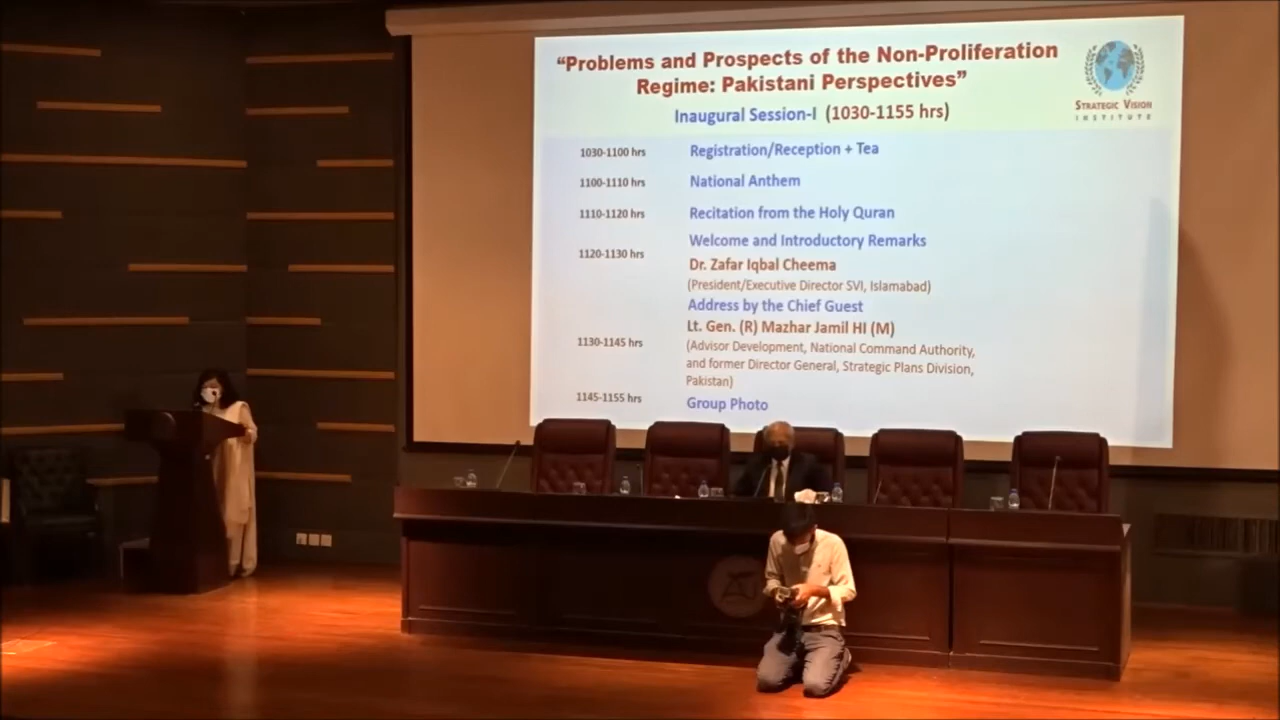 “Problems and Prospects of the Non-Proliferation
Regime: Pakistani Perspectives”
STRATEGIC VISION
INSTITUTE
Inaugural Session-I (1030-1155 hrs)
1030-1100 hrs Registration/Reception + Tea
1100-1110 hrs National Anthem
1110-1120 hrs Recitation from the Holy Quran
1120-1130 hrs Welcome and Introductory Remarks
Dr. Zafar Iqbal Cheema
(President/Executive Director SVI, Islamabad)
Address by the Chief Guest
Lt. Gen. (R) Mazhar Jamil HI (M)
1130-1145 hrs (Advisor Development, National Command Authority,
and former Director General, Strategic Plans Division,
Pakistan)
1145-1155 hrs Group Photo